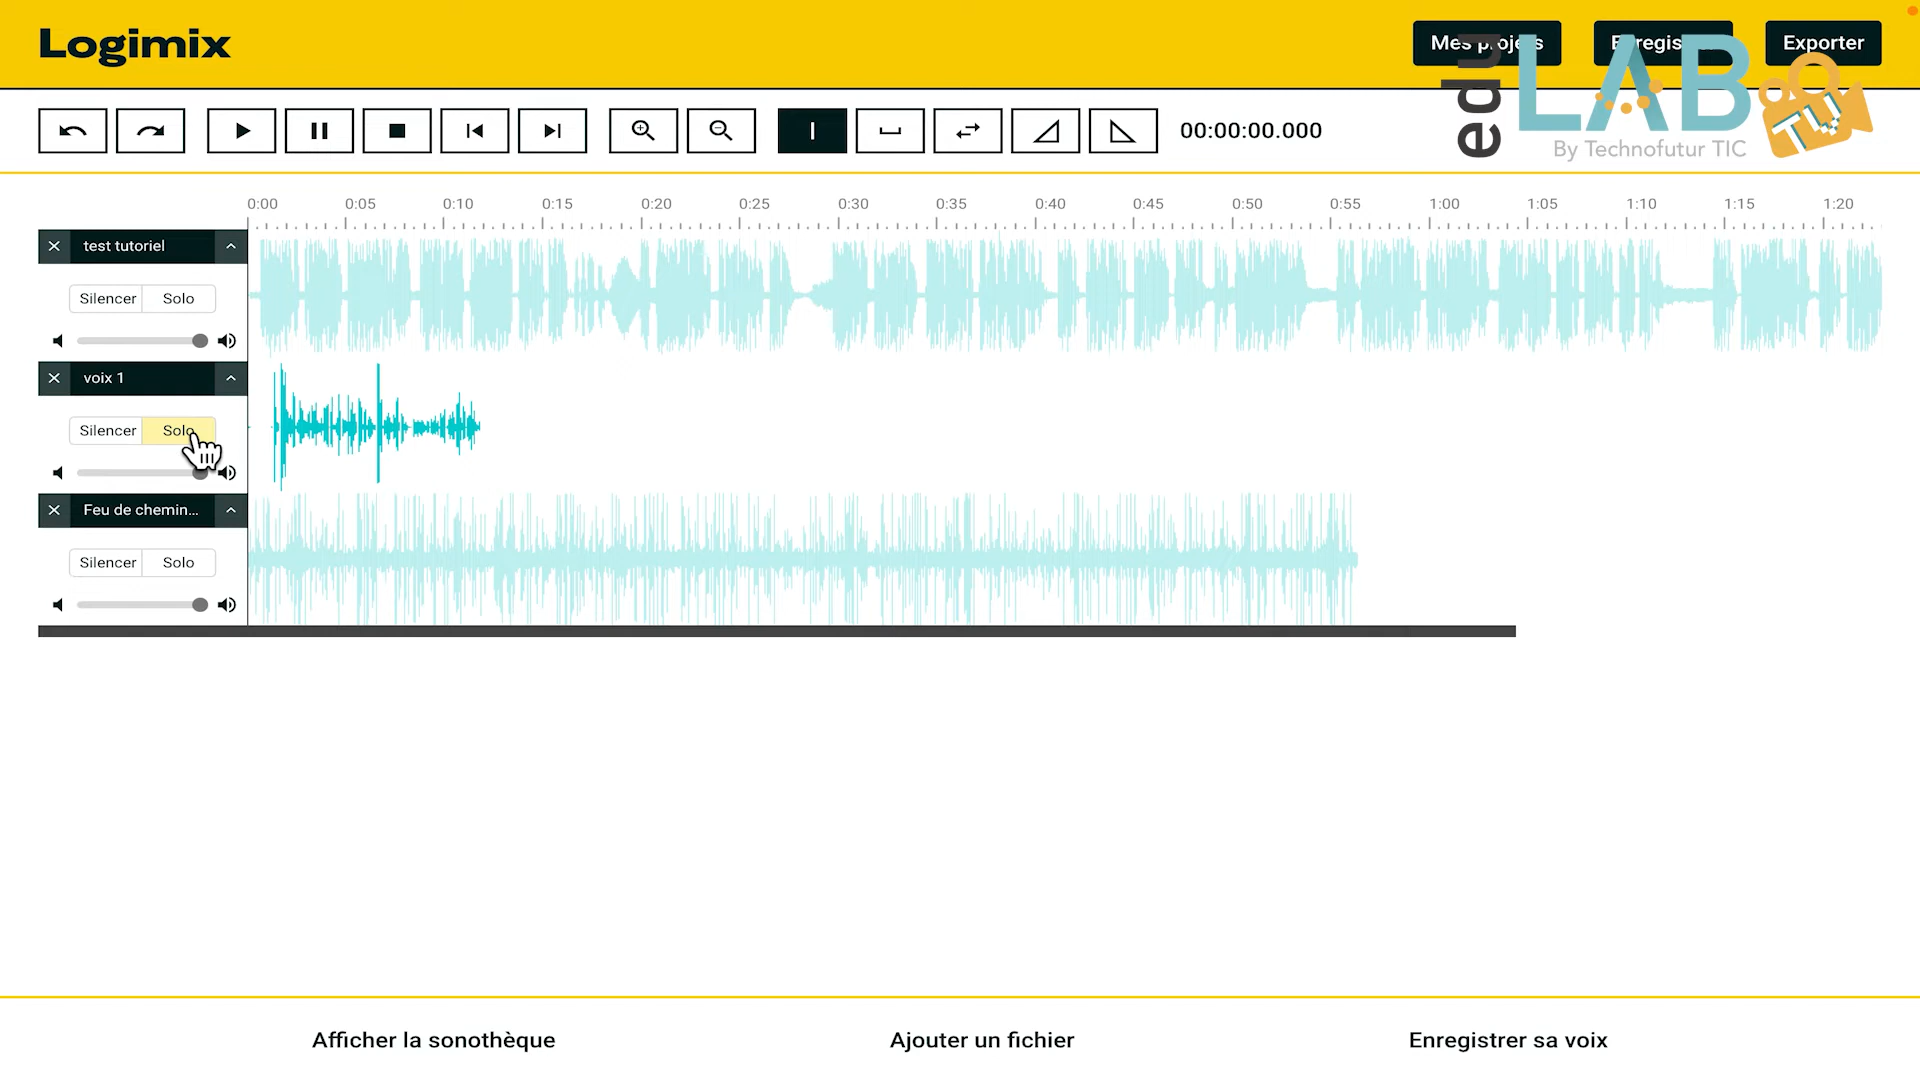 Logimix
Mes projets
Exporter
edu LAB
By Technofutur TIC
00:00:00.000
0:00 0:05 0:10 0:15 0:20 0:25 0:30 0:35 0:40 0:45 0:50 0:55 1:00 1:05 1:10 1:15 1:20
test tutoriel
Silencer Solo
voix 1
Silencer Solo
Feu de chemin...
Silencer Solo
Afficher la sonothèque
Ajouter un fichier
Enregistrer sa voix